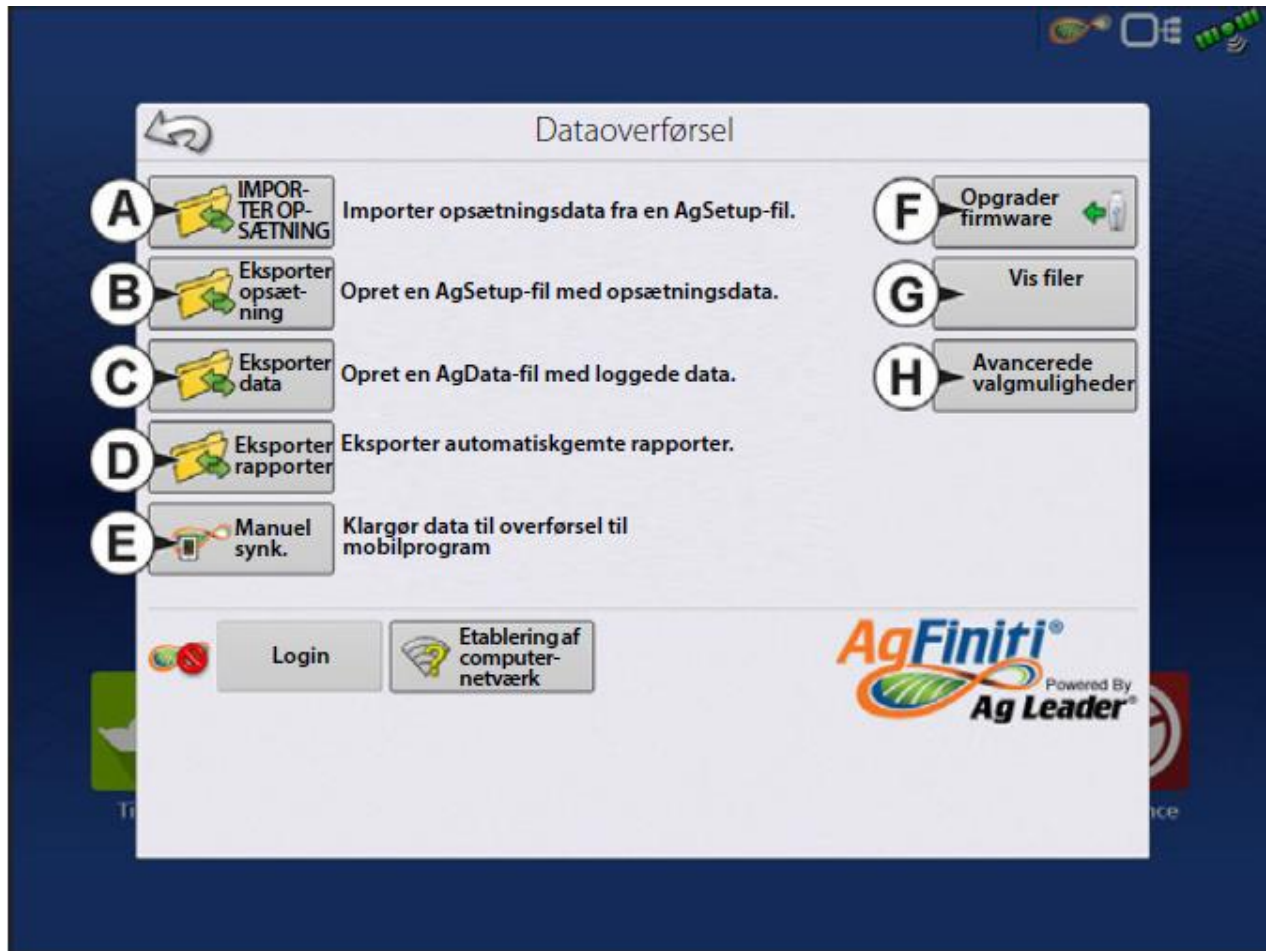 Dataoverførsel
A
IMPOR-
TER OP-
SÆTNING
Importer opsætningsdata fra en AgSetup-fil.
F
Opgrader
firmware
B
Eksporter
opsæt-
ning
Opret en AgSetup-fil med opsætningsdata.
G
Vis filer
C
Eksporter
data
Opret en AgData-fil med loggede data.
H
Avancerede
valgmuligheder
D
Eksporter
rapporter
Eksporter automatiskgemte rapporter.
E
Manuel
synk.
Klargør data til overførsel til
mobilprogram
Login
Etablering af
computer-
netværk
AgFiniti®
Powered By
Ag Leader®